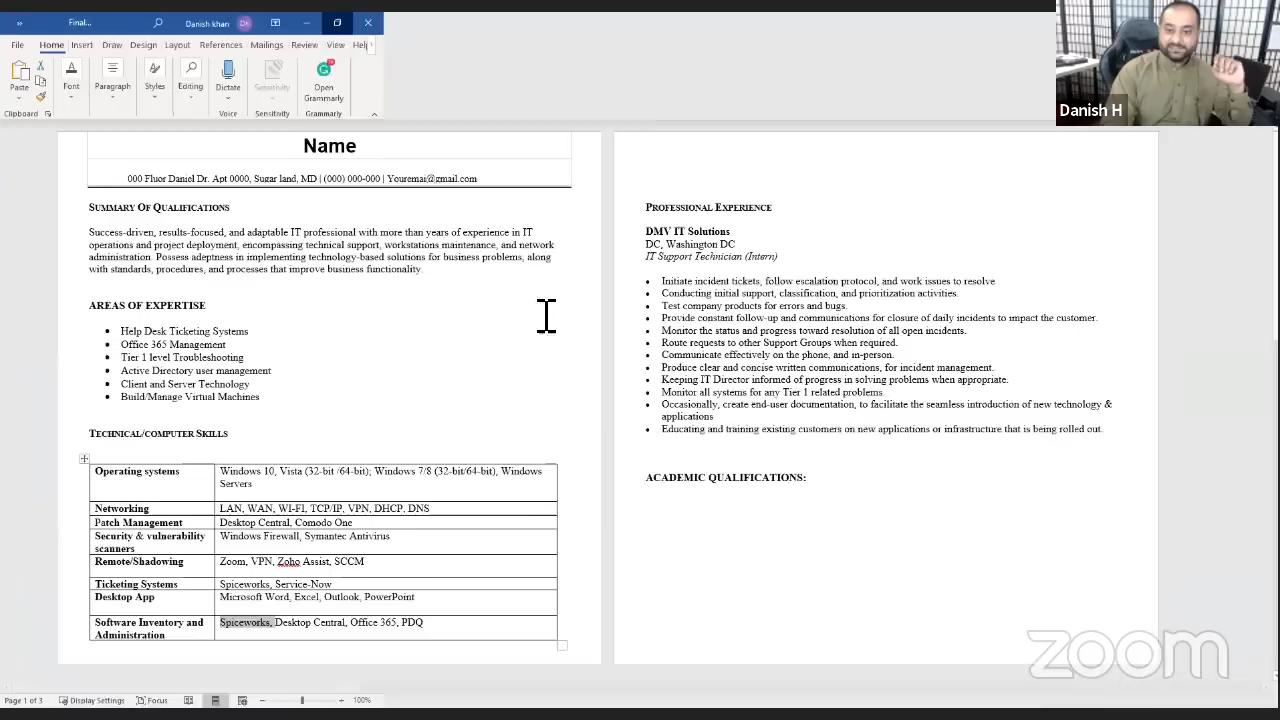 » Final... Danish khan DK
File Home Insert Draw Design Layout References Mailings Review View Help
Paste Font Paragraph Styles Editing Dictate Sensitivity Open Grammarly
Clipboard Voice Sensitivity Grammarly
Danish H
Name
000 Fluor Daniel Dr. Apt 0000, Sugar land, MD | (000) 000-000 | Youremai@gmail.com
SUMMARY OF QUALIFICATIONS
Success-driven, results-focused, and adaptable IT professional with more than years of experience in IT
operations and project deployment, encompassing technical support, workstations maintenance, and network
administration. Possess adeptness in implementing technology-based solutions for business problems, along
with standards, procedures, and processes that improve business functionality.
AREAS OF EXPERTISE
• Help Desk Ticketing Systems
• Office 365 Management
• Tier 1 level Troubleshooting
• Active Directory user management
• Client and Server Technology
• Build/Manage Virtual Machines
TECHNICAL/COMPUTER SKILLS
Operating systems Windows 10, Vista (32-bit /64-bit); Windows 7/8 (32-bit/64-bit), Windows
Servers
Networking LAN, WAN, WI-FI, TCP/IP, VPN, DHCP, DNS
Patch Management Desktop Central, Comodo One
Security & vulnerability Windows Firewall, Symantec Antivirus
scanners
Remote/Shadowing Zoom, VPN, Zoho Assist, SCCM
Ticketing Systems Spiceworks, Service-Now
Desktop App Microsoft Word, Excel, Outlook, PowerPoint
Software Inventory and Spiceworks, Desktop Central, Office 365, PDQ
Administration
PROFESSIONAL EXPERIENCE
DMV IT Solutions
DC, Washington DC
IT Support Technician (Intern)
• Initiate incident tickets, follow escalation protocol, and work issues to resolve
• Conducting initial support, classification, and prioritization activities.
• Test company products for errors and bugs.
• Provide constant follow-up and communications for closure of daily incidents to impact the customer.
• Monitor the status and progress toward resolution of all open incidents.
• Route requests to other Support Groups when required.
• Communicate effectively on the phone, and in-person.
• Produce clear and concise written communications, for incident management.
• Keeping IT Director informed of progress in solving problems when appropriate.
• Monitor all systems for any Tier 1 related problems.
• Occasionally, create end-user documentation, to facilitate the seamless introduction of new technology &
applications
• Educating and training existing customers on new applications or infrastructure that is being rolled out.
ACADEMIC QUALIFICATIONS:
zoom
Page 1 of 3 Display Settings Focus 100%